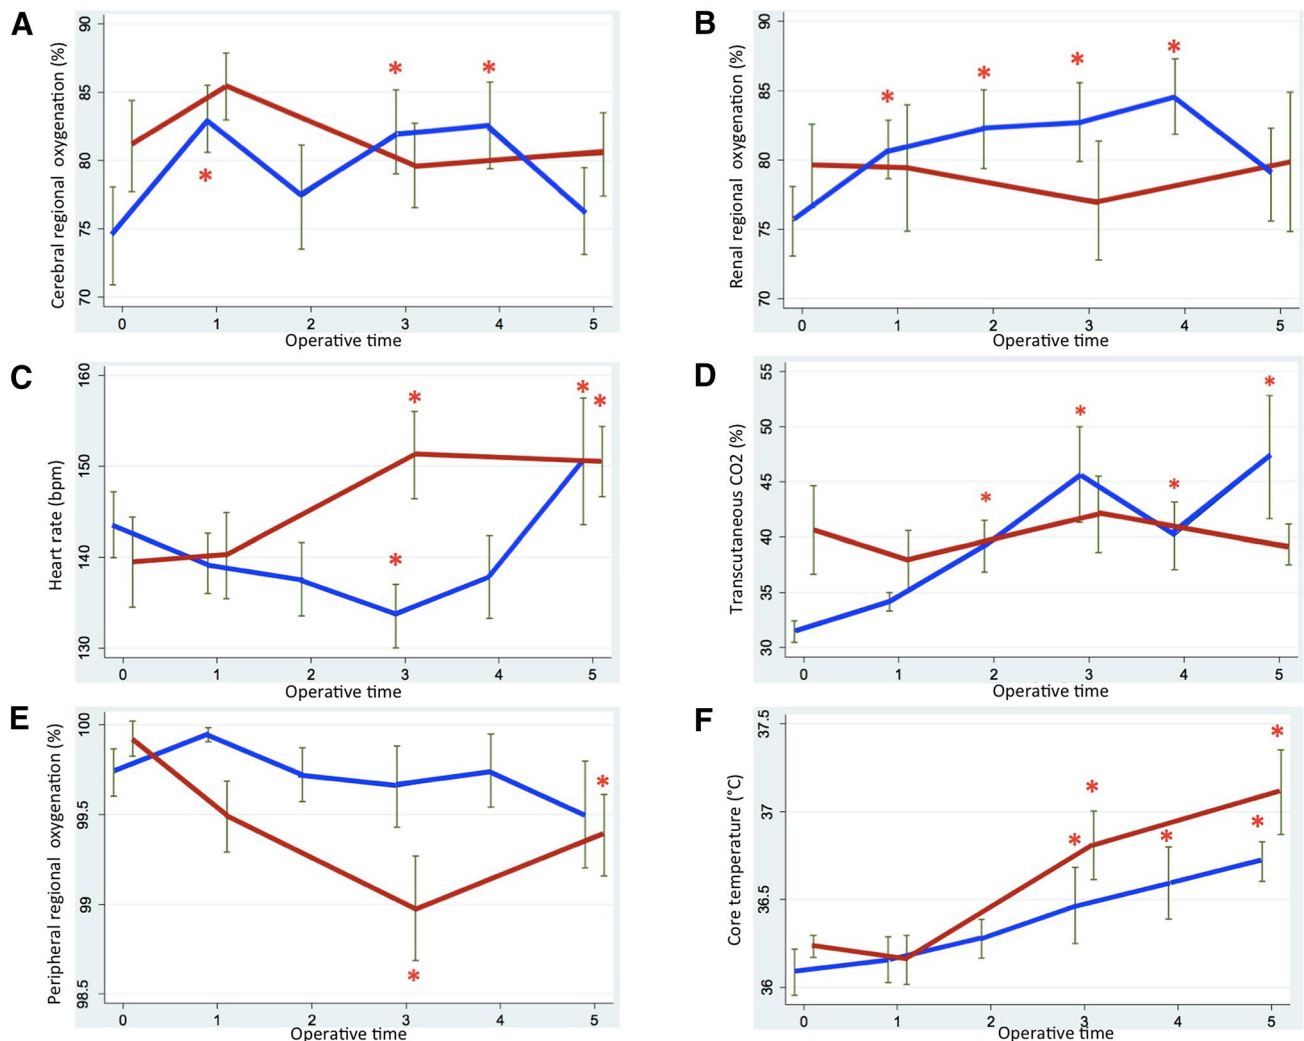 A
Cerebral regional oxygenation (%)
90
85
80
75
70
*
*
*
0 1 2 3 4 5
Operative time
B
Renal regional oxygenation (%)
90
85
80
75
70
*
*
*
*
0 1 2 3 4 5
Operative time
C
Heart rate (bpm)
160
150
140
130
*
*
*
*
0 1 2 3 4 5
Operative time
D
Transcutaneous CO2 (%)
55
50
45
40
35
30
*
*
*
*
0 1 2 3 4 5
Operative time
E
Peripheral regional oxygenation (%)
100
99.5
99
98.5
*
*
0 1 2 3 4 5
Operative time
F
Core temperature (°C)
37.5
37
36.5
36
*
*
*
*
*
0 1 2 3 4 5
Operative time